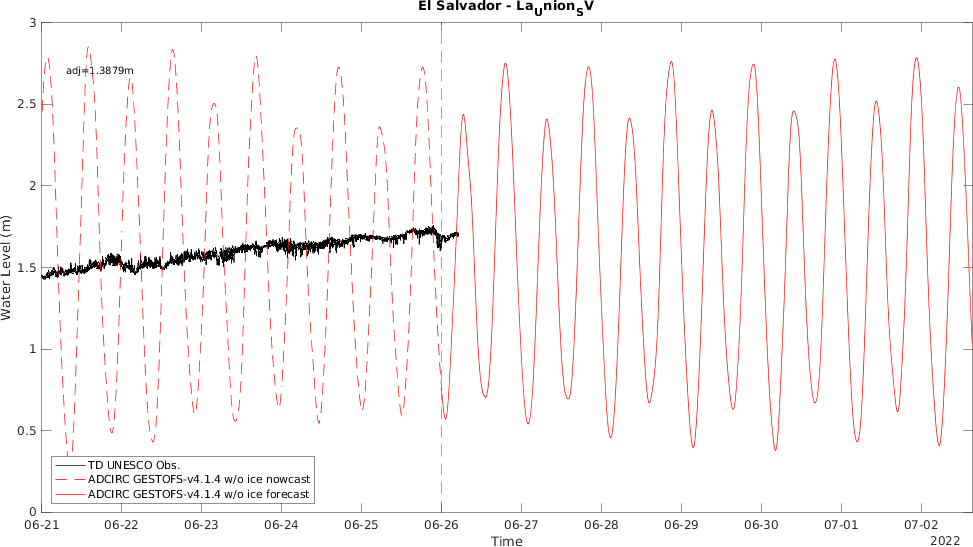 El Salvador - La_Union_SV
adj=1.3879m
3
2.5
2
1.5
1
0.5
0
Water Level (m)
TD UNESCO Obs.
ADCIRC GESTOFS-v4.1.4 w/o ice nowcast
ADCIRC GESTOFS-v4.1.4 w/o ice forecast
06-21 06-22 06-23 06-24 06-25 06-26 06-27 06-28 06-29 06-30 07-01 07-02
Time
2022